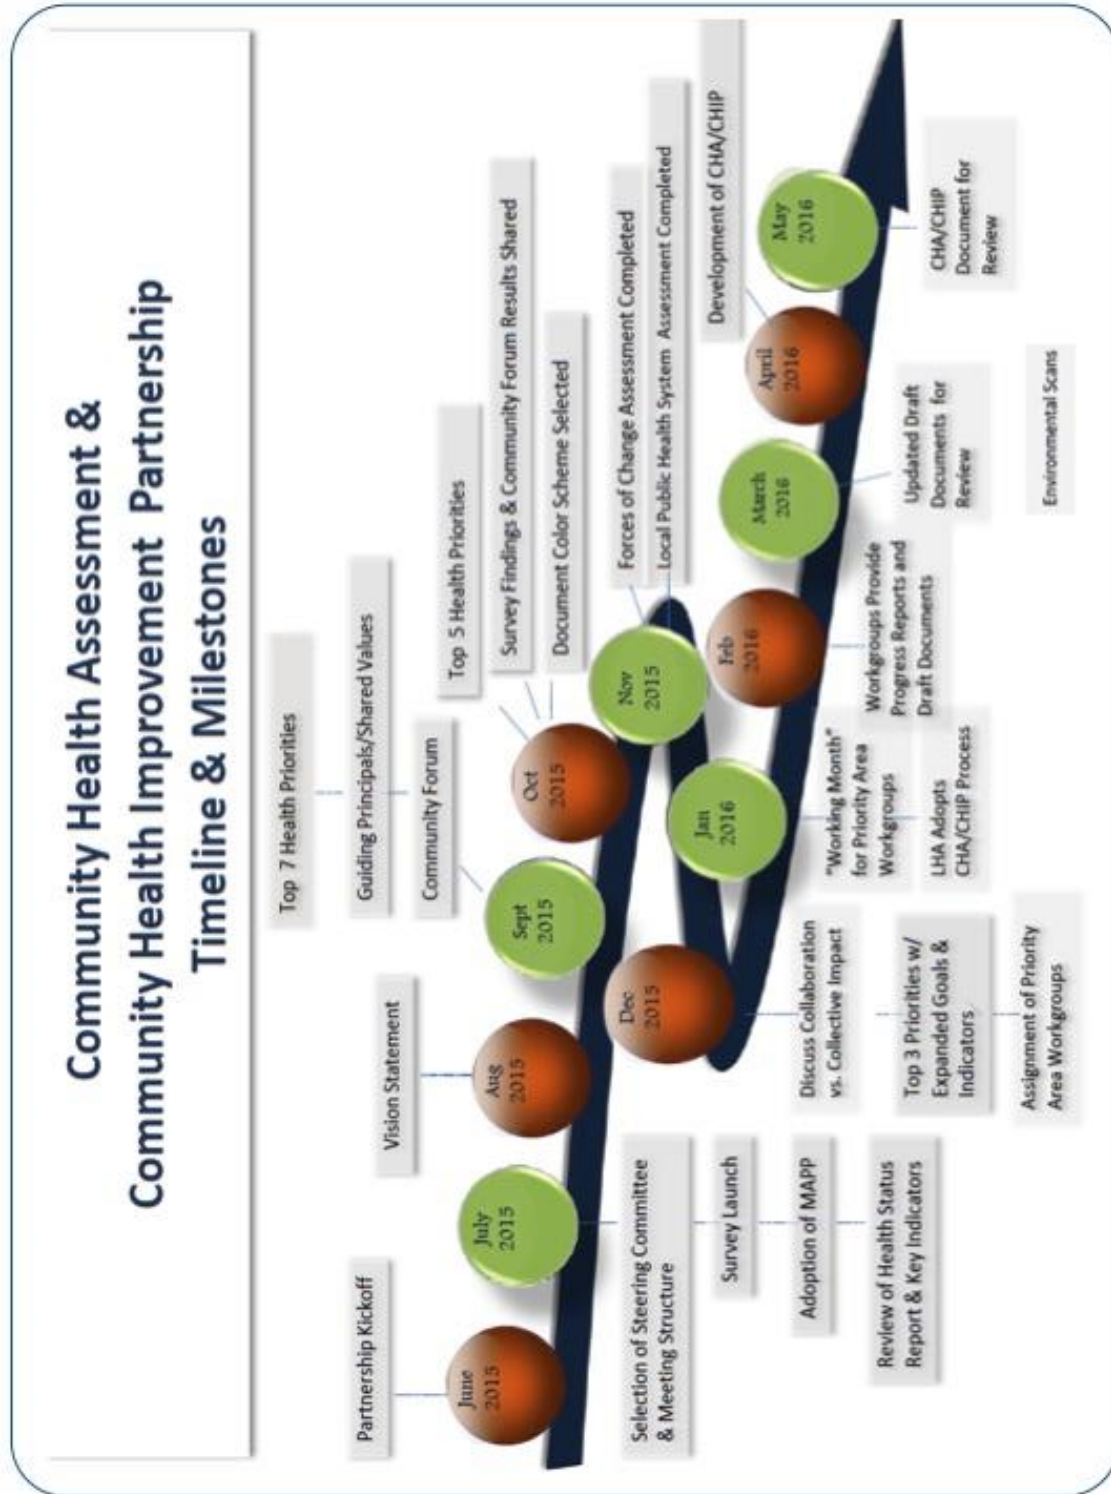 Community Health Assessment &
Community Health Improvement Partnership
Timeline & Milestones
Partnership Kickoff
June
2015
July
2015
Selection of Steering Committee
& Meeting Structure
Survey Launch
Adoption of MAPP
Review of Health Status
Report & Key Indicators
Vision Statement
Aug
2015
Top 7 Health Priorities
Guiding Principals/Shared Values
Community Forum
Sept
2015
Top 5 Health Priorities
Survey Findings & Community Forum Results Shared
Document Color Scheme Selected
Oct
2015
Forces of Change Assessment Completed
Local Public Health System Assessment Completed
Nov
2015
Dec
2015
Discuss Collaboration
vs. Collective Impact
Top 3 Priorities w/
Expanded Goals &
Indicators
Assignment of Priority
Area Workgroups
Jan
2016
"Working Month"
for Priority Area
Workgroups
LHA Adopts
CHA/CHIP Process
Feb
2016
Workgroups Provide
Progress Reports and
Draft Documents
March
2016
Updated Draft
Documents for
Review
Environmental Scans
Development of CHA/CHIP
April
2016
May
2016
CHA/CHIP
Document for
Review